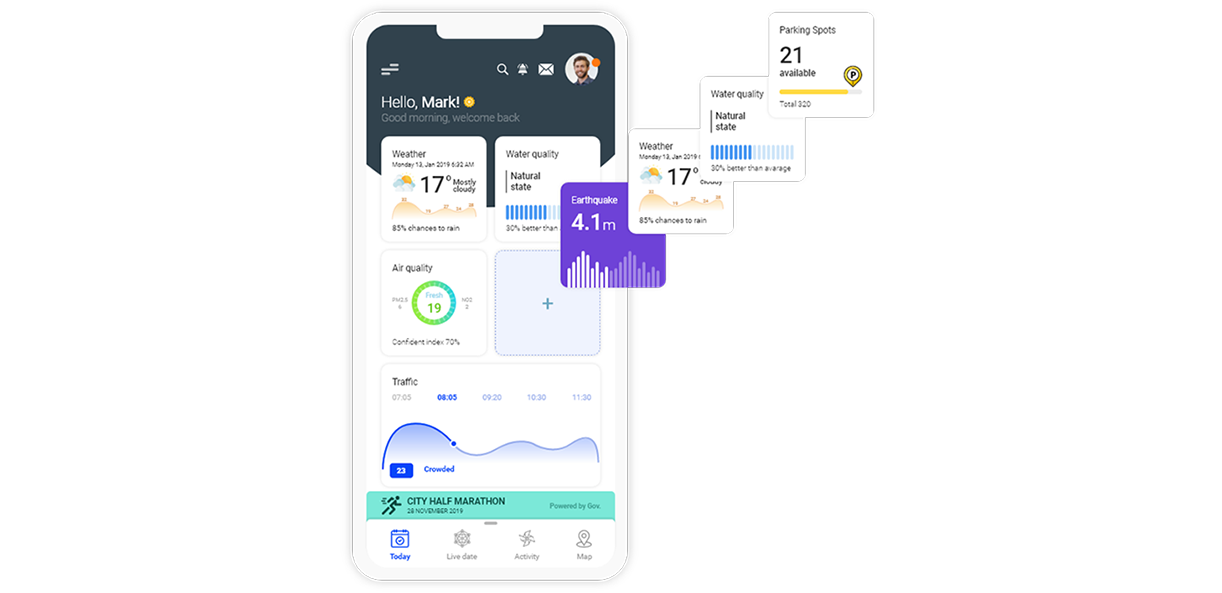 Hello, Mark!
Good morning, welcome back
Weather
Monday 13, Jan 2019 6:32 AM
17°
Mostly
cloudy
32
19
27
24
28
85% chances to rain
Water quality
Natural
state
30% better than
Earthquake
4.1m
Weather
Monday 13, Jan 2019
17°
cloudy
85% chances to rain
Water quality
Natural
state
30% better than avarage
Parking Spots
21
available
P
Total 320
Air quality
PM2.5
6
Fresh
19
NO2
2
Confident index 70%
+
Traffic
07:05 08:05 09:20 10:30 11:30
23 Crowded
CITY HALF MARATHON
28 NOVEMBER 2019
Powered by Gov.
Today Live date Activity Map